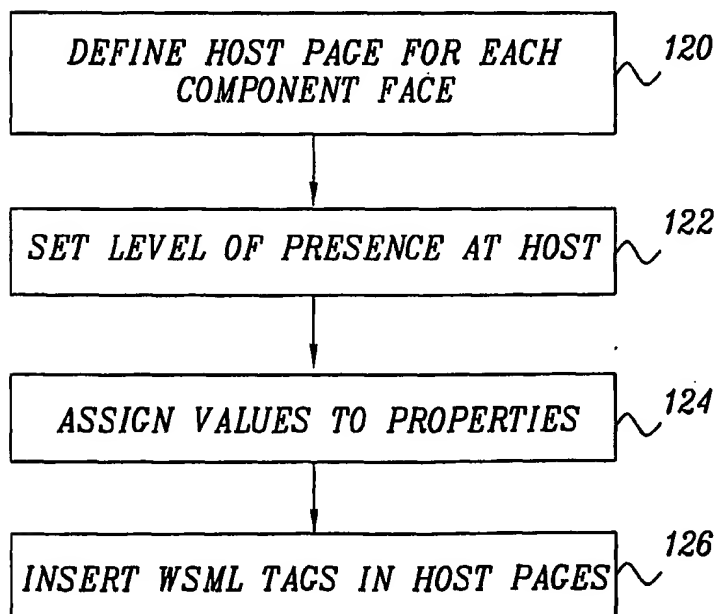 DEFINE HOST PAGE FOR EACH
COMPONENT FACE
120
SET LEVEL OF PRESENCE AT HOST
122
ASSIGN VALUES TO PROPERTIES
124
INSERT WSML TAGS IN HOST PAGES
126